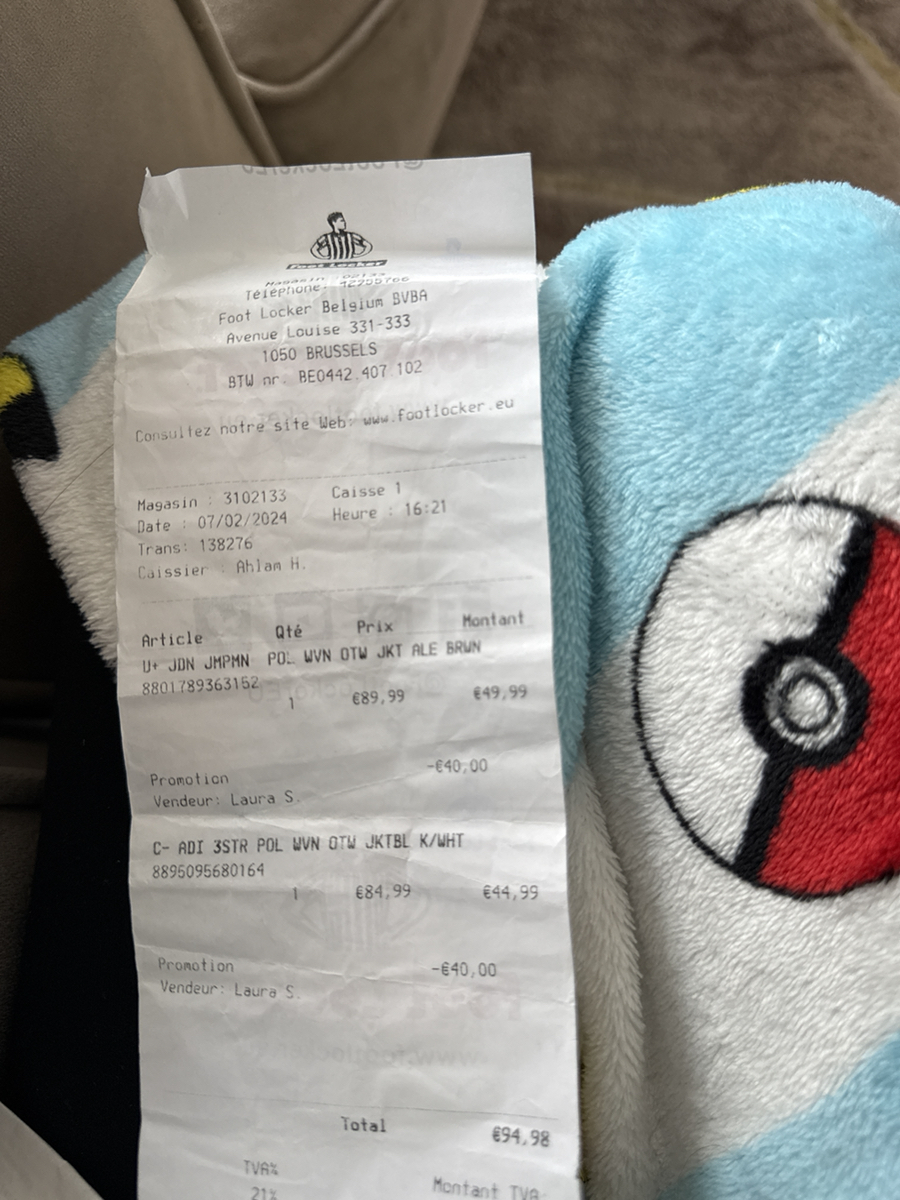 Foot Locker
Téléphone:
Foot Locker Belgium BVBA
Avenue Louise 331-333
1050 BRUSSELS
BTW nr. BE0442.407.102
Consultez notre site Web: www.footlocker.eu
Magasin : 3102133 Caisse 1
Date : 07/02/2024 Heure : 16:21
Trans: 138276
Caissier : Ahlam H.
Article Qté Prix Montant
U+ JDN JMPMN POL WVN OTW JKT ALE BRWN
8801789363152
1 €89,99 €49,99
Promotion -€40,00
Vendeur: Laura S.
C- ADI 3STR POL WVN OTW JKTBL K/WHT
8895095680164
1 €84,99 €44,99
Promotion -€40,00
Vendeur: Laura S.
Total €94,98
TVA% Montant TVA
21%